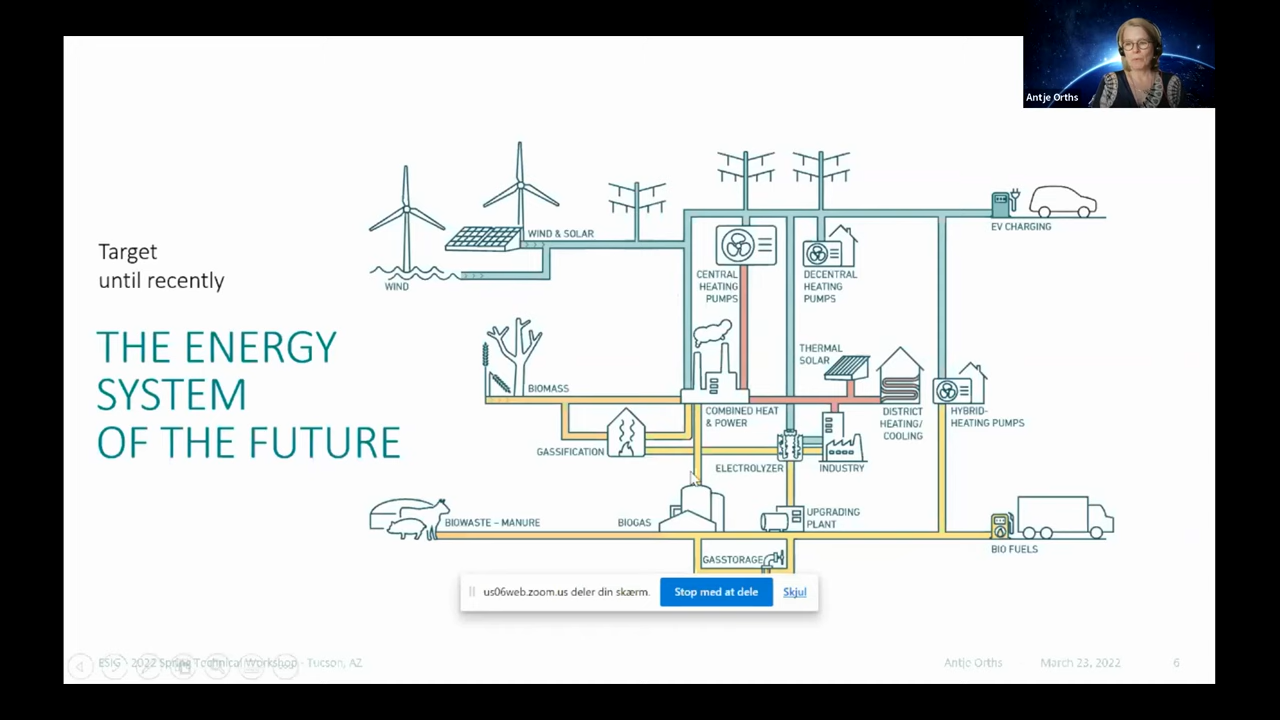 Antje Orths
Target
until recently
THE ENERGY
SYSTEM
OF THE FUTURE
WIND & SOLAR
WIND
EV CHARGING
CENTRAL
HEATING
PUMPS
DECENTRAL
HEATING
PUMPS
THERMAL
SOLAR
BIOMASS
COMBINED HEAT
& POWER
DISTRICT
HEATING/
COOLING
HYBRID-
HEATING PUMPS
GASSIFICATION
ELECTROLYZER
INDUSTRY
BIOWASTE – MANURE
BIOGAS
UPGRADING
PLANT
BIO FUELS
GASSTORAGE
us06web.zoom.us deler din skærm.
Stop med at dele
Skjul
ESIG - 2022 Spring Technical Workshop - Tucson, AZ
Antje Orths
March 23, 2022
6